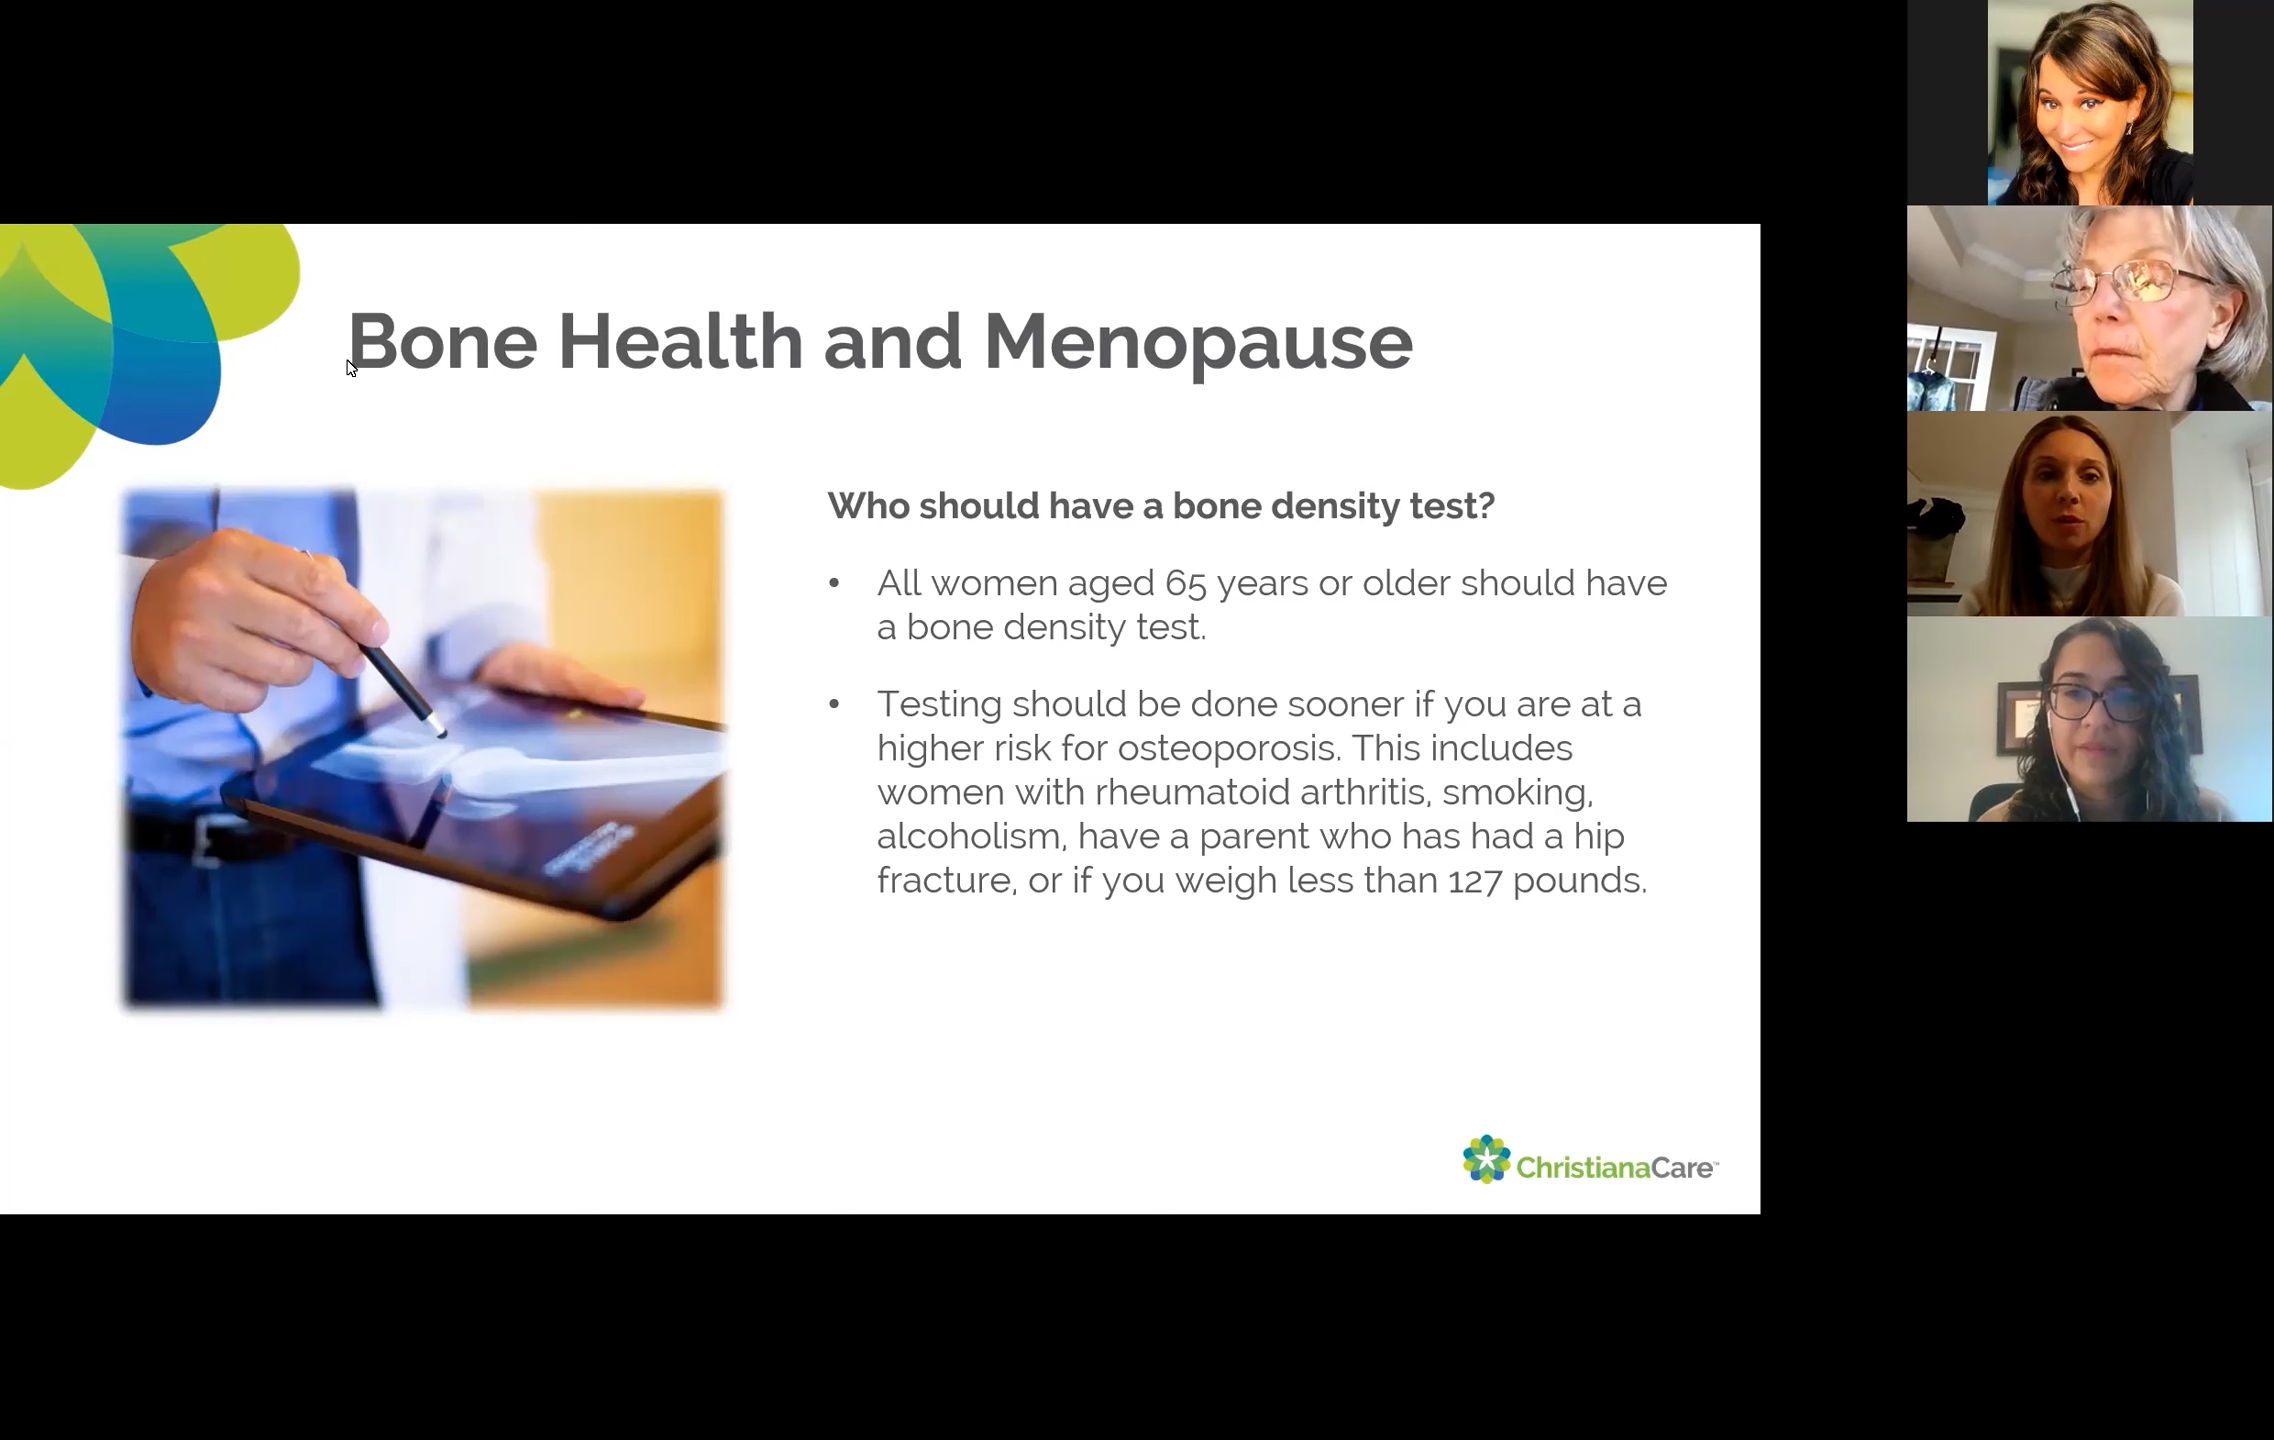 Bone Health and Menopause
Who should have a bone density test?
• All women aged 65 years or older should have
a bone density test.
• Testing should be done sooner if you are at a
higher risk for osteoporosis. This includes
women with rheumatoid arthritis, smoking,
alcoholism, have a parent who has had a hip
fracture, or if you weigh less than 127 pounds.
ChristianaCare™